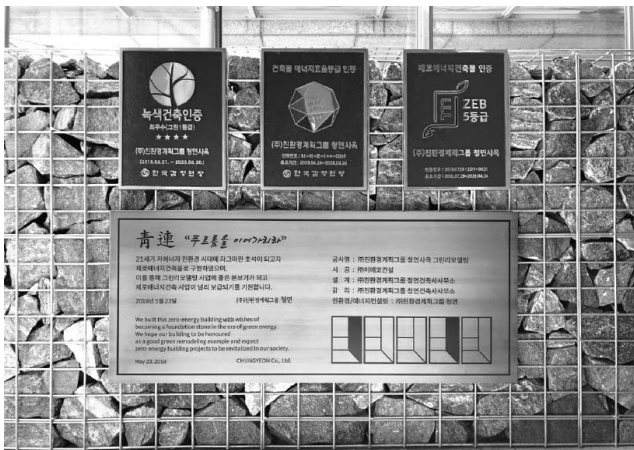 녹색건축인증
최우수(그린1등급)
★★★★
(주)친환경계획그룹 청연사옥
한국감정원장
건축물 에너지효율등급 인증
(주)친환경계획그룹 청연사옥
한국감정원장
제로에너지건축물 인증
ZEB
5등급
(주)친환경계획그룹 청연사옥
靑連 "푸르름을 이어가리라"
21세기 저에너지 친환경 시대에 자그마한 초석이 되고자
제로에너지건축물로 구현하였으며,
이를 통해 그린리모델링 사업에 좋은 본보기가 되고
제로에너지건축 사업이 널리 보급되기를 기원합니다.
2018년 5월 23일 (주)친환경계획그룹 청연
We built this zero-energy building with wishes of
becoming a foundation stone in the era of green energy.
We hope our building to be honoured
as a good green remodeling example and expect
zero-energy building projects to be revitalized in our society.
May 23, 2018 CHUNGYEON Co., Ltd.
공사명 : ㈜친환경계획그룹 청연사옥 그린리모델링
시 공 : ㈜이에코건설
설 계 : ㈜친환경계획그룹 청연건축사사무소
감 리 : ㈜친환경계획그룹 청연건축사사무소
친환경/에너지컨설팅 : ㈜친환경계획그룹 청연